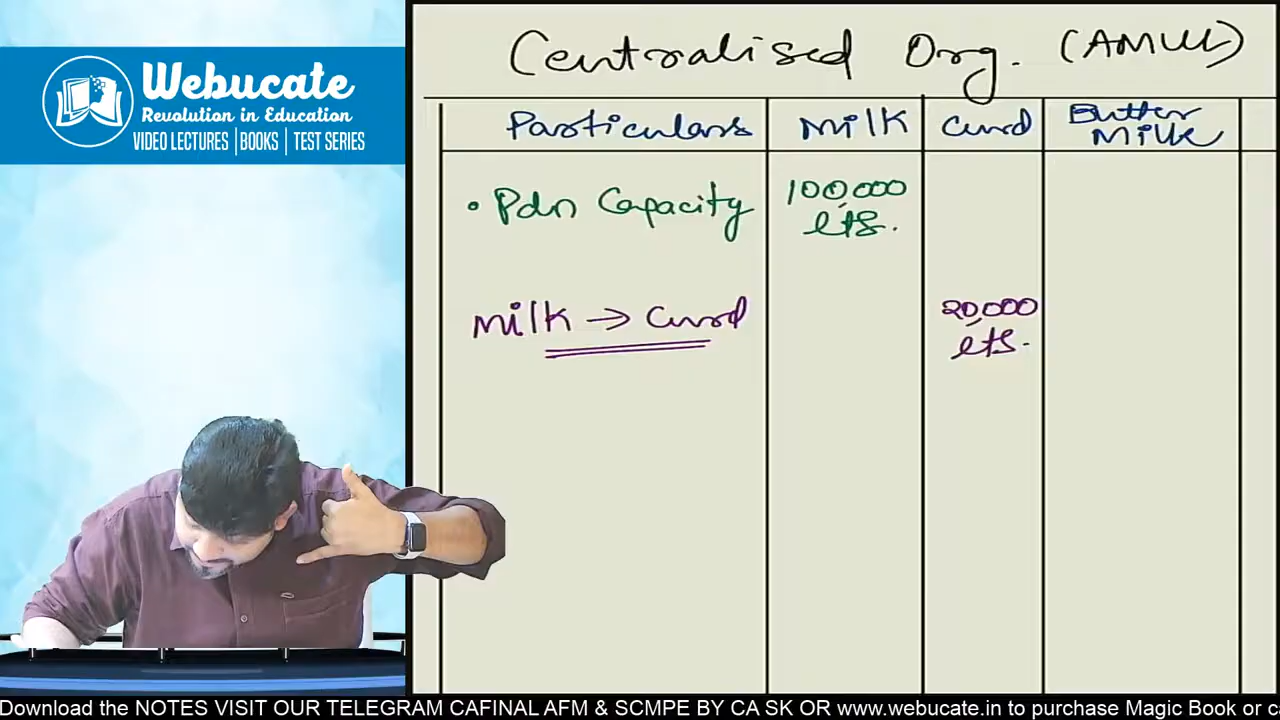 Webucate
Revolution in Education
VIDEO LECTURES | BOOKS | TEST SERIES
Centralised Org. (AMUL)
Particulars Milk Curd Butter Milk
• Pdn Capacity 100,000 Lts.
Milk → Curd 20,000 Lts.
Download the NOTES VISIT OUR TELEGRAM CAFINAL AFM & SCMPE BY CA SK OR www.webucate.in to purchase Magic Book or c